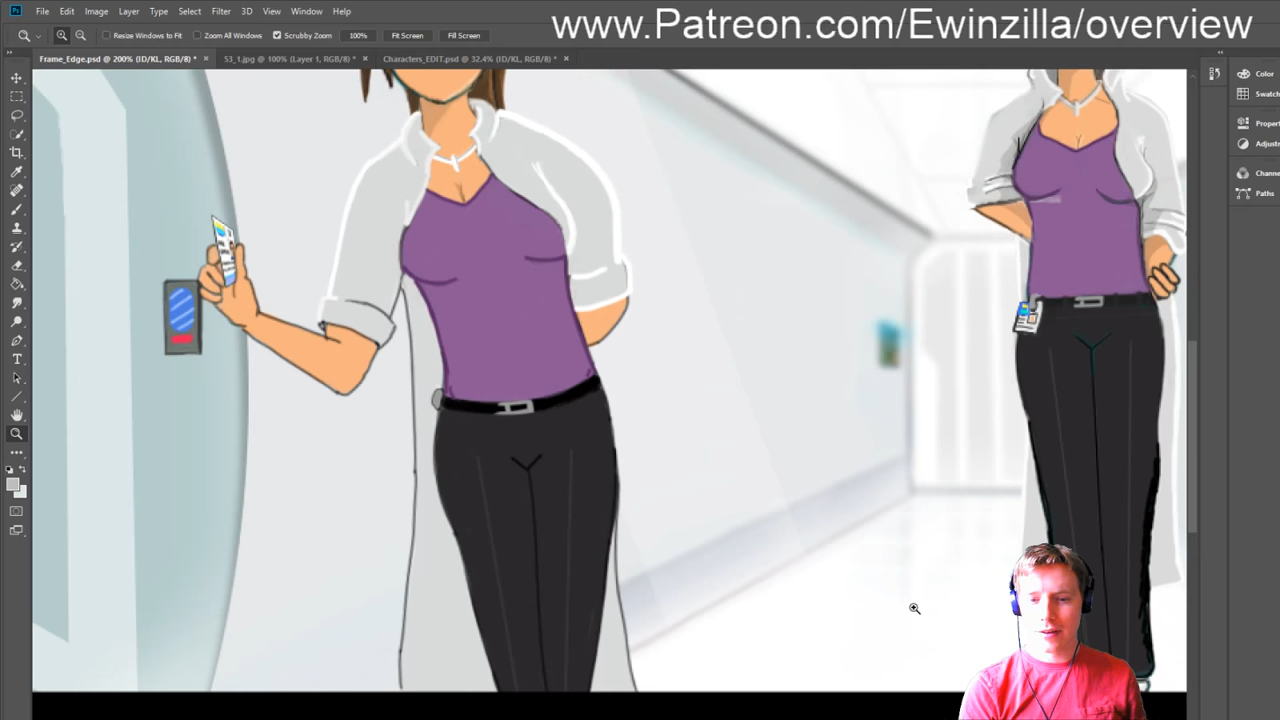 File Edit Image Layer Type Select Filter 3D View Window Help
www.Patreon.com/Ewinzilla/overview
Resize Windows to Fit Zoom All Windows Scrubby Zoom 100% Fit Screen Fill Screen
Frame_Edge.psd @ 200% (ID/KL, RGB/8) * 53_1.jpg @ 100% (Layer 1, RGB/8) * Characters_EDIT.psd @ 32.4% (ID/KL, RGB/8) *
Color
Swatch
Propert
Adjustm
Channe
Paths